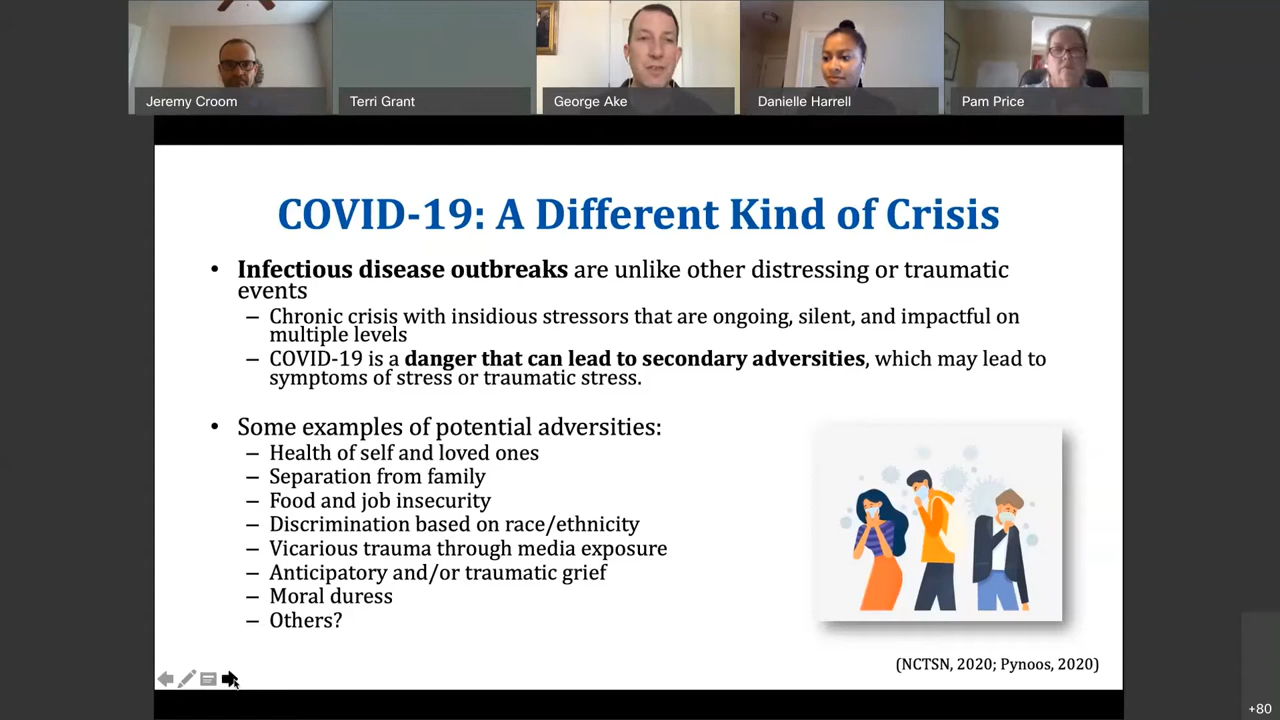 Jeremy Croom
Terri Grant
George Ake
Danielle Harrell
Pam Price
COVID-19: A Different Kind of Crisis
• Infectious disease outbreaks are unlike other distressing or traumatic
events
– Chronic crisis with insidious stressors that are ongoing, silent, and impactful on
multiple levels
– COVID-19 is a danger that can lead to secondary adversities, which may lead to
symptoms of stress or traumatic stress.
• Some examples of potential adversities:
– Health of self and loved ones
– Separation from family
– Food and job insecurity
– Discrimination based on race/ethnicity
– Vicarious trauma through media exposure
– Anticipatory and/or traumatic grief
– Moral duress
– Others?
(NCTSN, 2020; Pynoos, 2020)
+80